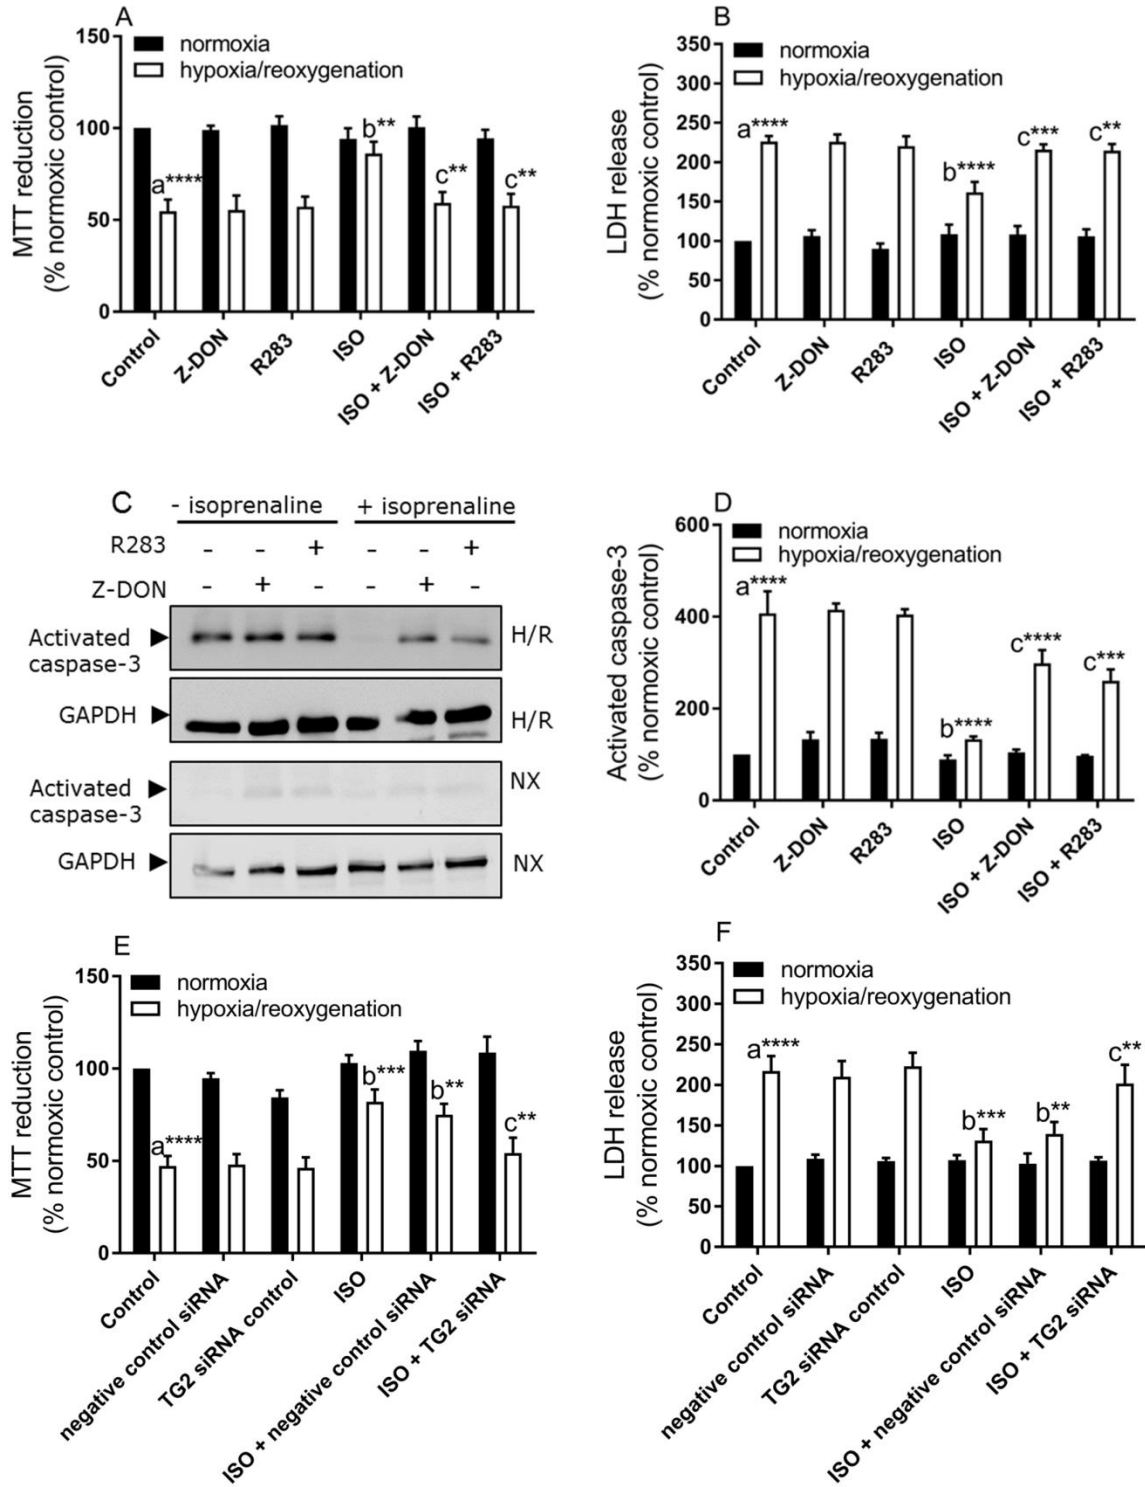 A
MTT reduction
(% normoxic control)
150
100
50
0
normoxia
hypoxia/reoxygenation
a****
b**
c**
c**
Control
Z-DON
R283
ISO
ISO + Z-DON
ISO + R283
B
LDH release
(% normoxic control)
350
300
250
200
150
100
50
0
normoxia
hypoxia/reoxygenation
a****
b****
c***
c**
Control
Z-DON
R283
ISO
ISO + Z-DON
ISO + R283
C
- isoprenaline + isoprenaline
R283 - - + - - +
Z-DON - + - - + -
Activated
caspase-3
H/R
GAPDH
H/R
Activated
caspase-3
NX
GAPDH
NX
D
Activated caspase-3
(% normoxic control)
600
400
200
0
normoxia
hypoxia/reoxygenation
a****
b****
c****
c***
Control
Z-DON
R283
ISO
ISO + Z-DON
ISO + R283
E
MTT reduction
(% normoxic control)
150
100
50
0
normoxia
hypoxia/reoxygenation
a****
b***
b**
c**
Control
negative control siRNA
TG2 siRNA control
ISO
ISO + negative control siRNA
ISO + TG2 siRNA
F
LDH release
(% normoxic control)
350
300
250
200
150
100
50
0
normoxia
hypoxia/reoxygenation
a****
b***
b**
c**
Control
negative control siRNA
TG2 siRNA control
ISO
ISO + negative control siRNA
ISO + TG2 siRNA